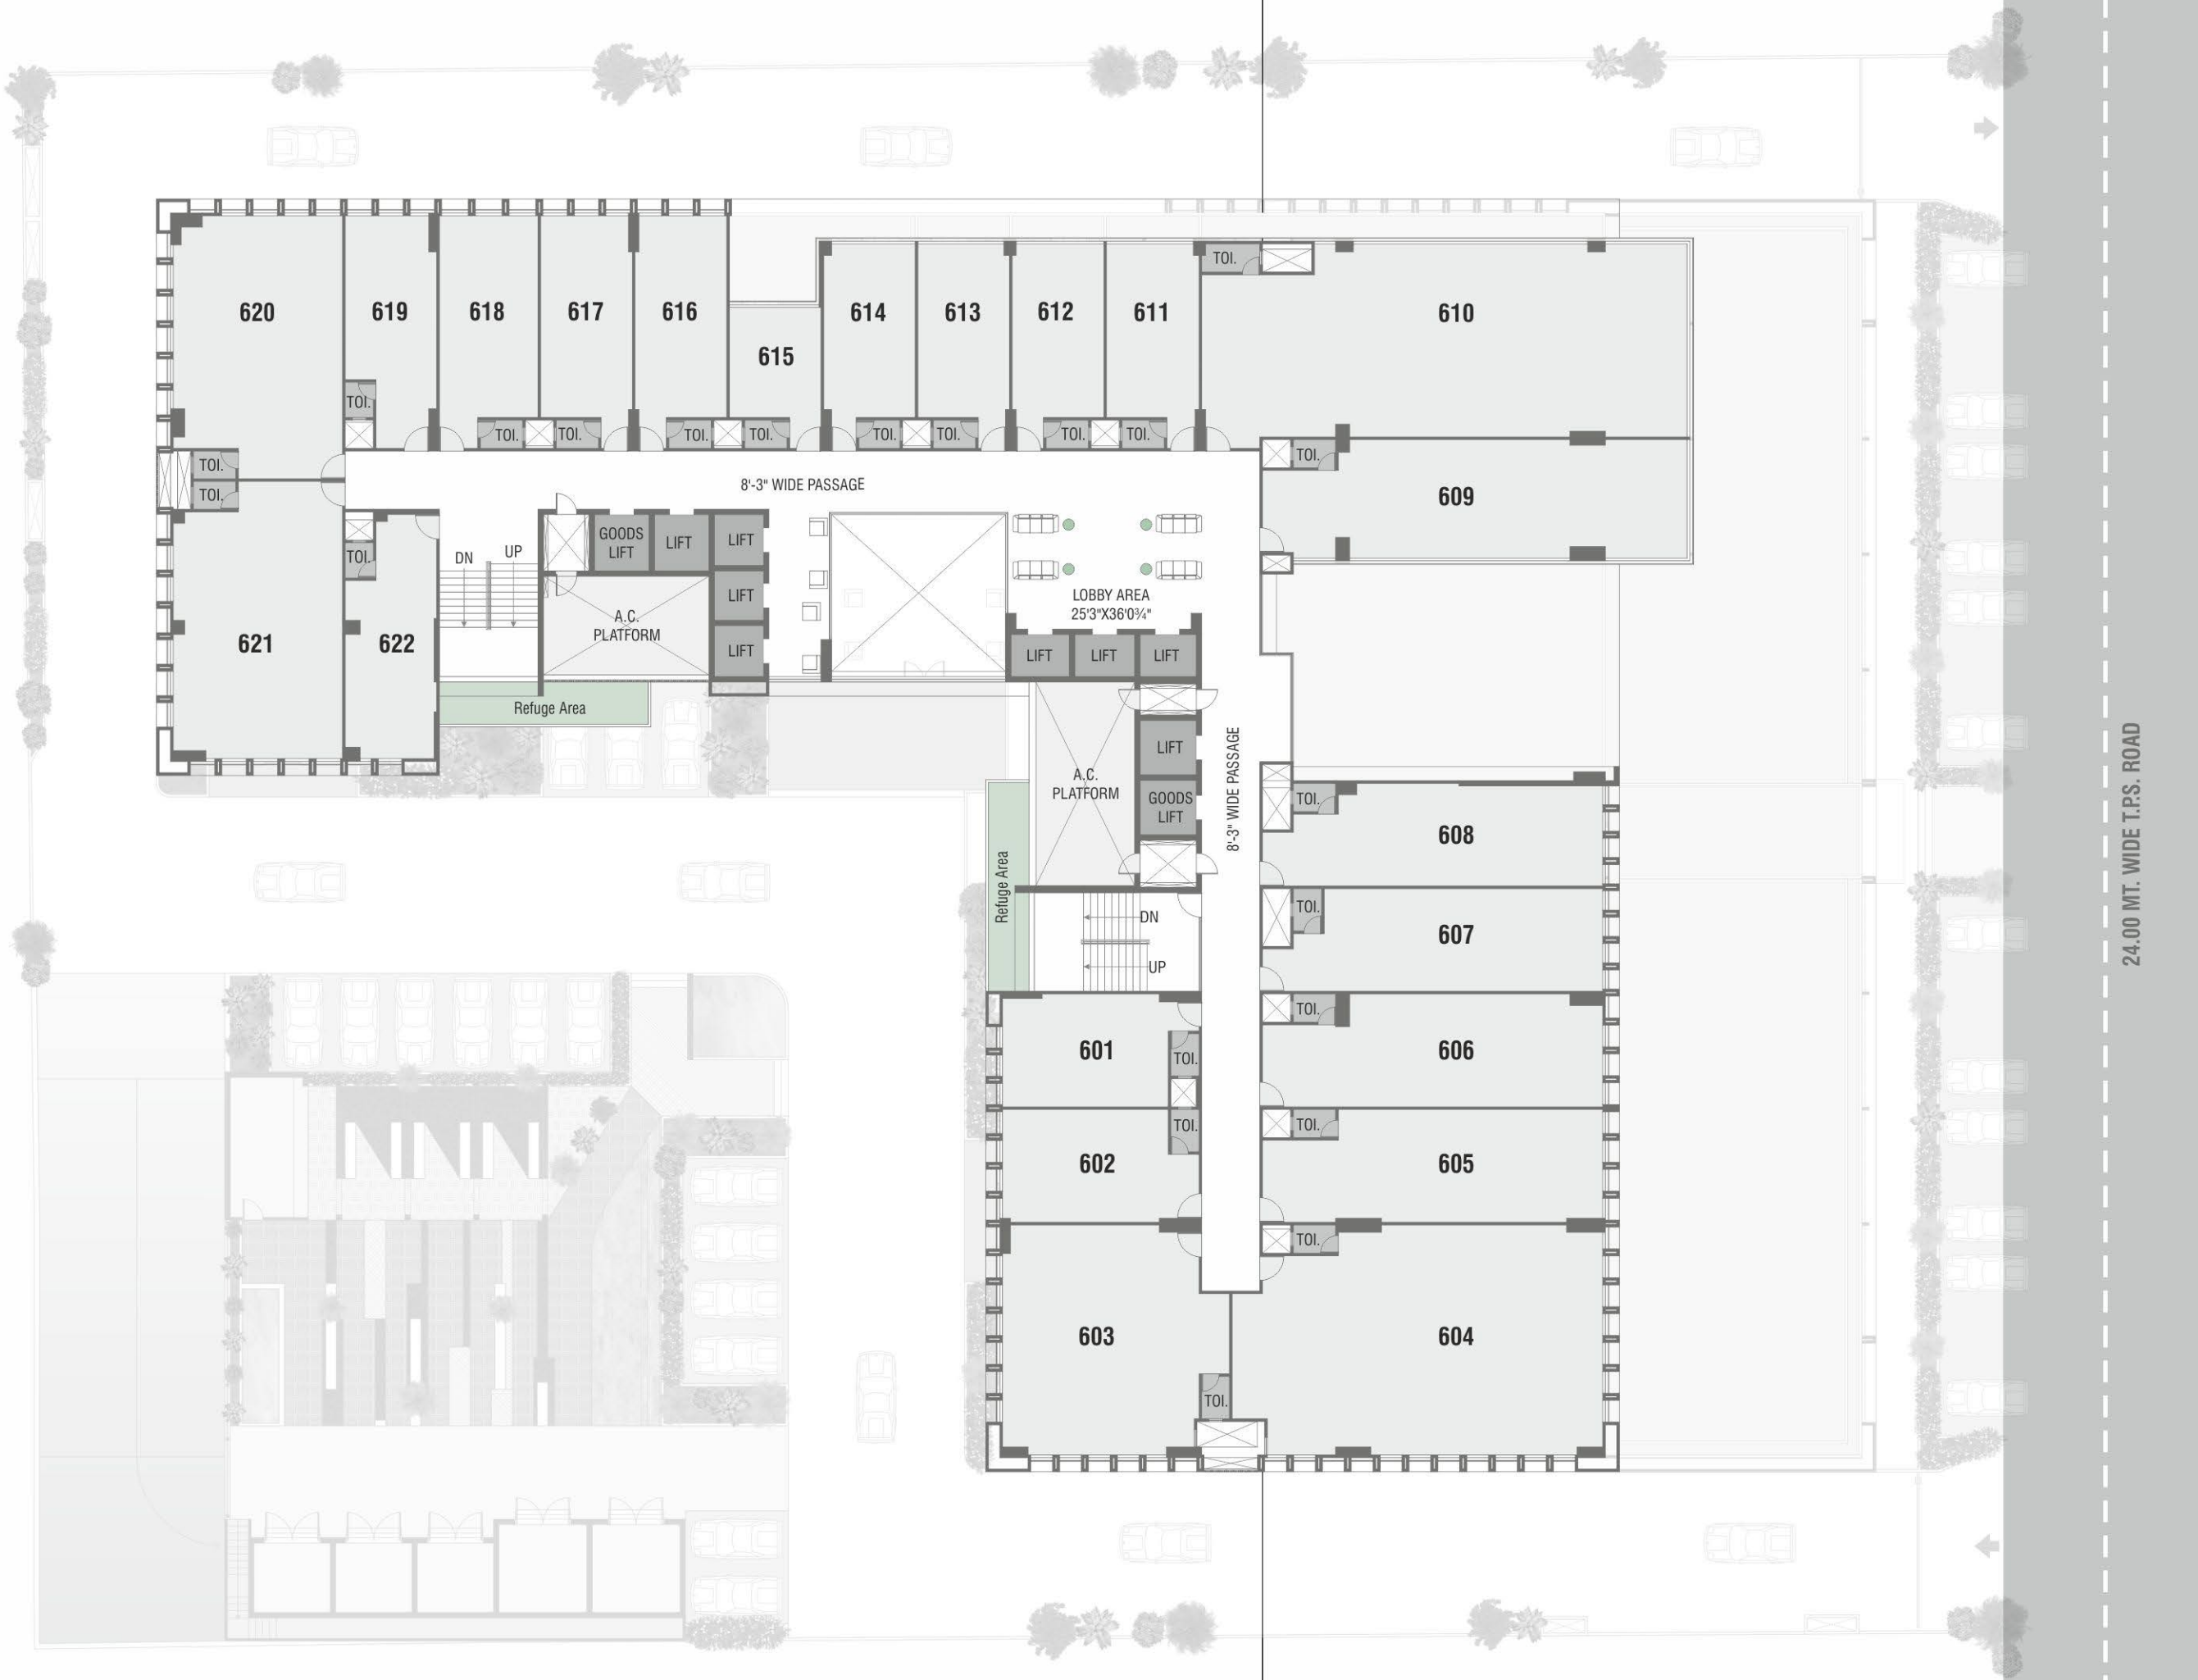 TOI.
620
619
618
617
616
614
613
612
611
610
615
TOI.
TOI.
TOI.
TOI.
TOI.
TOI.
TOI.
TOI.
TOI.
TOI.
TOI.
TOI.
8'-3" WIDE PASSAGE
609
GOODS
LIFT
LIFT
LIFT
DN
UP
TOI.
LIFT
LOBBY AREA
25'3"X36'0¾"
A.C.
PLATFORM
621
622
LIFT
LIFT
LIFT
LIFT
Refuge Area
LIFT
A.C.
PLATFORM
GOODS
LIFT
8'-3" WIDE PASSAGE
TOI.
608
24.00 MT. WIDE T.P.S. ROAD
Refuge Area
DN
UP
TOI.
607
TOI.
601
TOI.
606
TOI.
TOI.
602
605
TOI.
603
604
TOI.